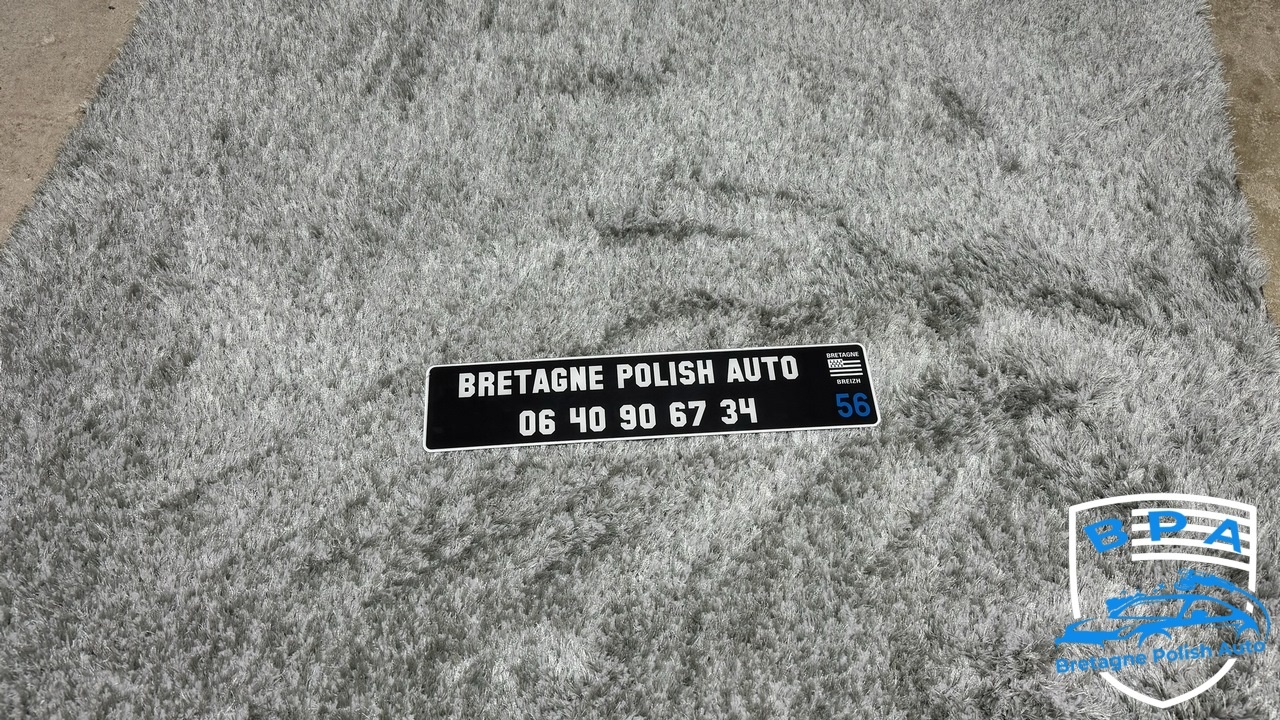 BRETAGNE POLISH AUTO
06 40 90 67 34
BRETAGNE
BREIZH
56
BPA
Bretagne Polish Auto